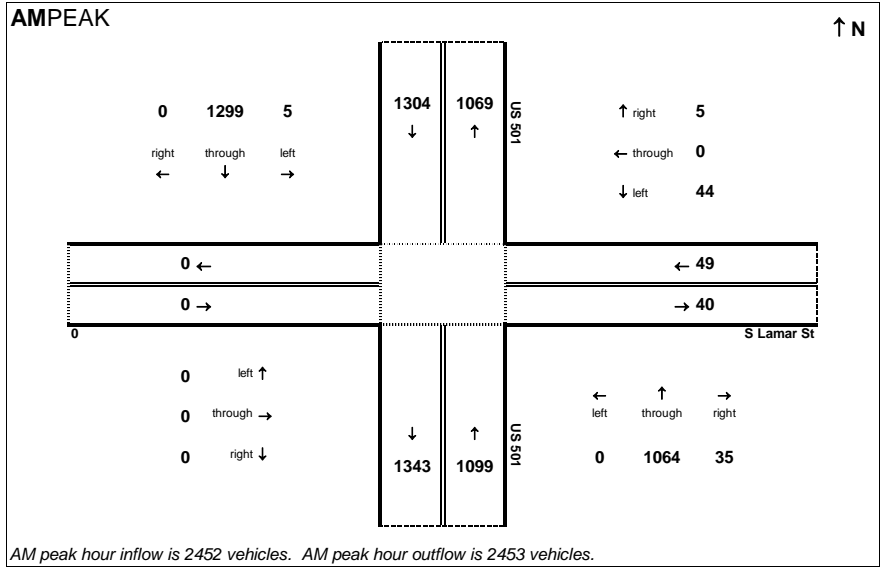 AMPEAK
↑ N
0 1299 5
right through left
← ↓ →
1304 1069
↓ ↑
US 501
↑ right 5
← through 0
↓ left 44
0 ←
← 49
0 →
→ 40
0
S Lamar St
0 left ↑
0 through →
0 right ↓
↓ ↑
1343 1099
US 501
← ↑ →
left through right
0 1064 35
AM peak hour inflow is 2452 vehicles. AM peak hour outflow is 2453 vehicles.